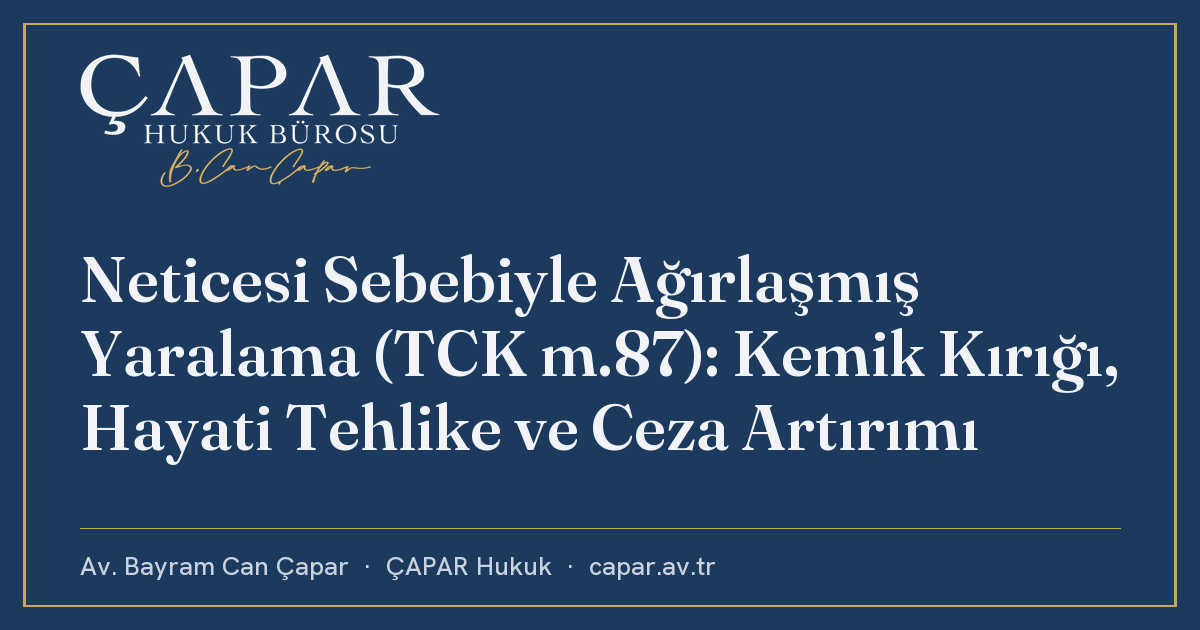 ÇAPAR
HUKUK BÜROSU
B. Can Çapar
Neticesi Sebebiyle Ağırlaşmış
Yaralama (TCK m.87): Kemik Kırığı,
Hayati Tehlike ve Ceza Artırımı
Av. Bayram Can Çapar · ÇAPAR Hukuk · capar.av.tr